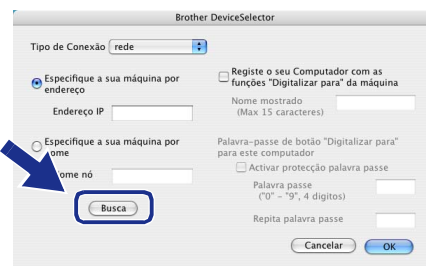 Brother DeviceSelector
Tipo de Conexão rede
Especifique a sua máquina por
endereço
Endereço IP
Especifique a sua máquina por
ome
ome nó
Busca
Registe o seu Computador com as
funções "Digitalizar para" da máquina
Nome mostrado
(Max 15 caracteres)
Palavra-passe de botão "Digitalizar para"
para este computador
Activar protecção palavra passe
Palavra passe
("0" - "9", 4 digitos)
Repita palavra passe
Cancelar OK